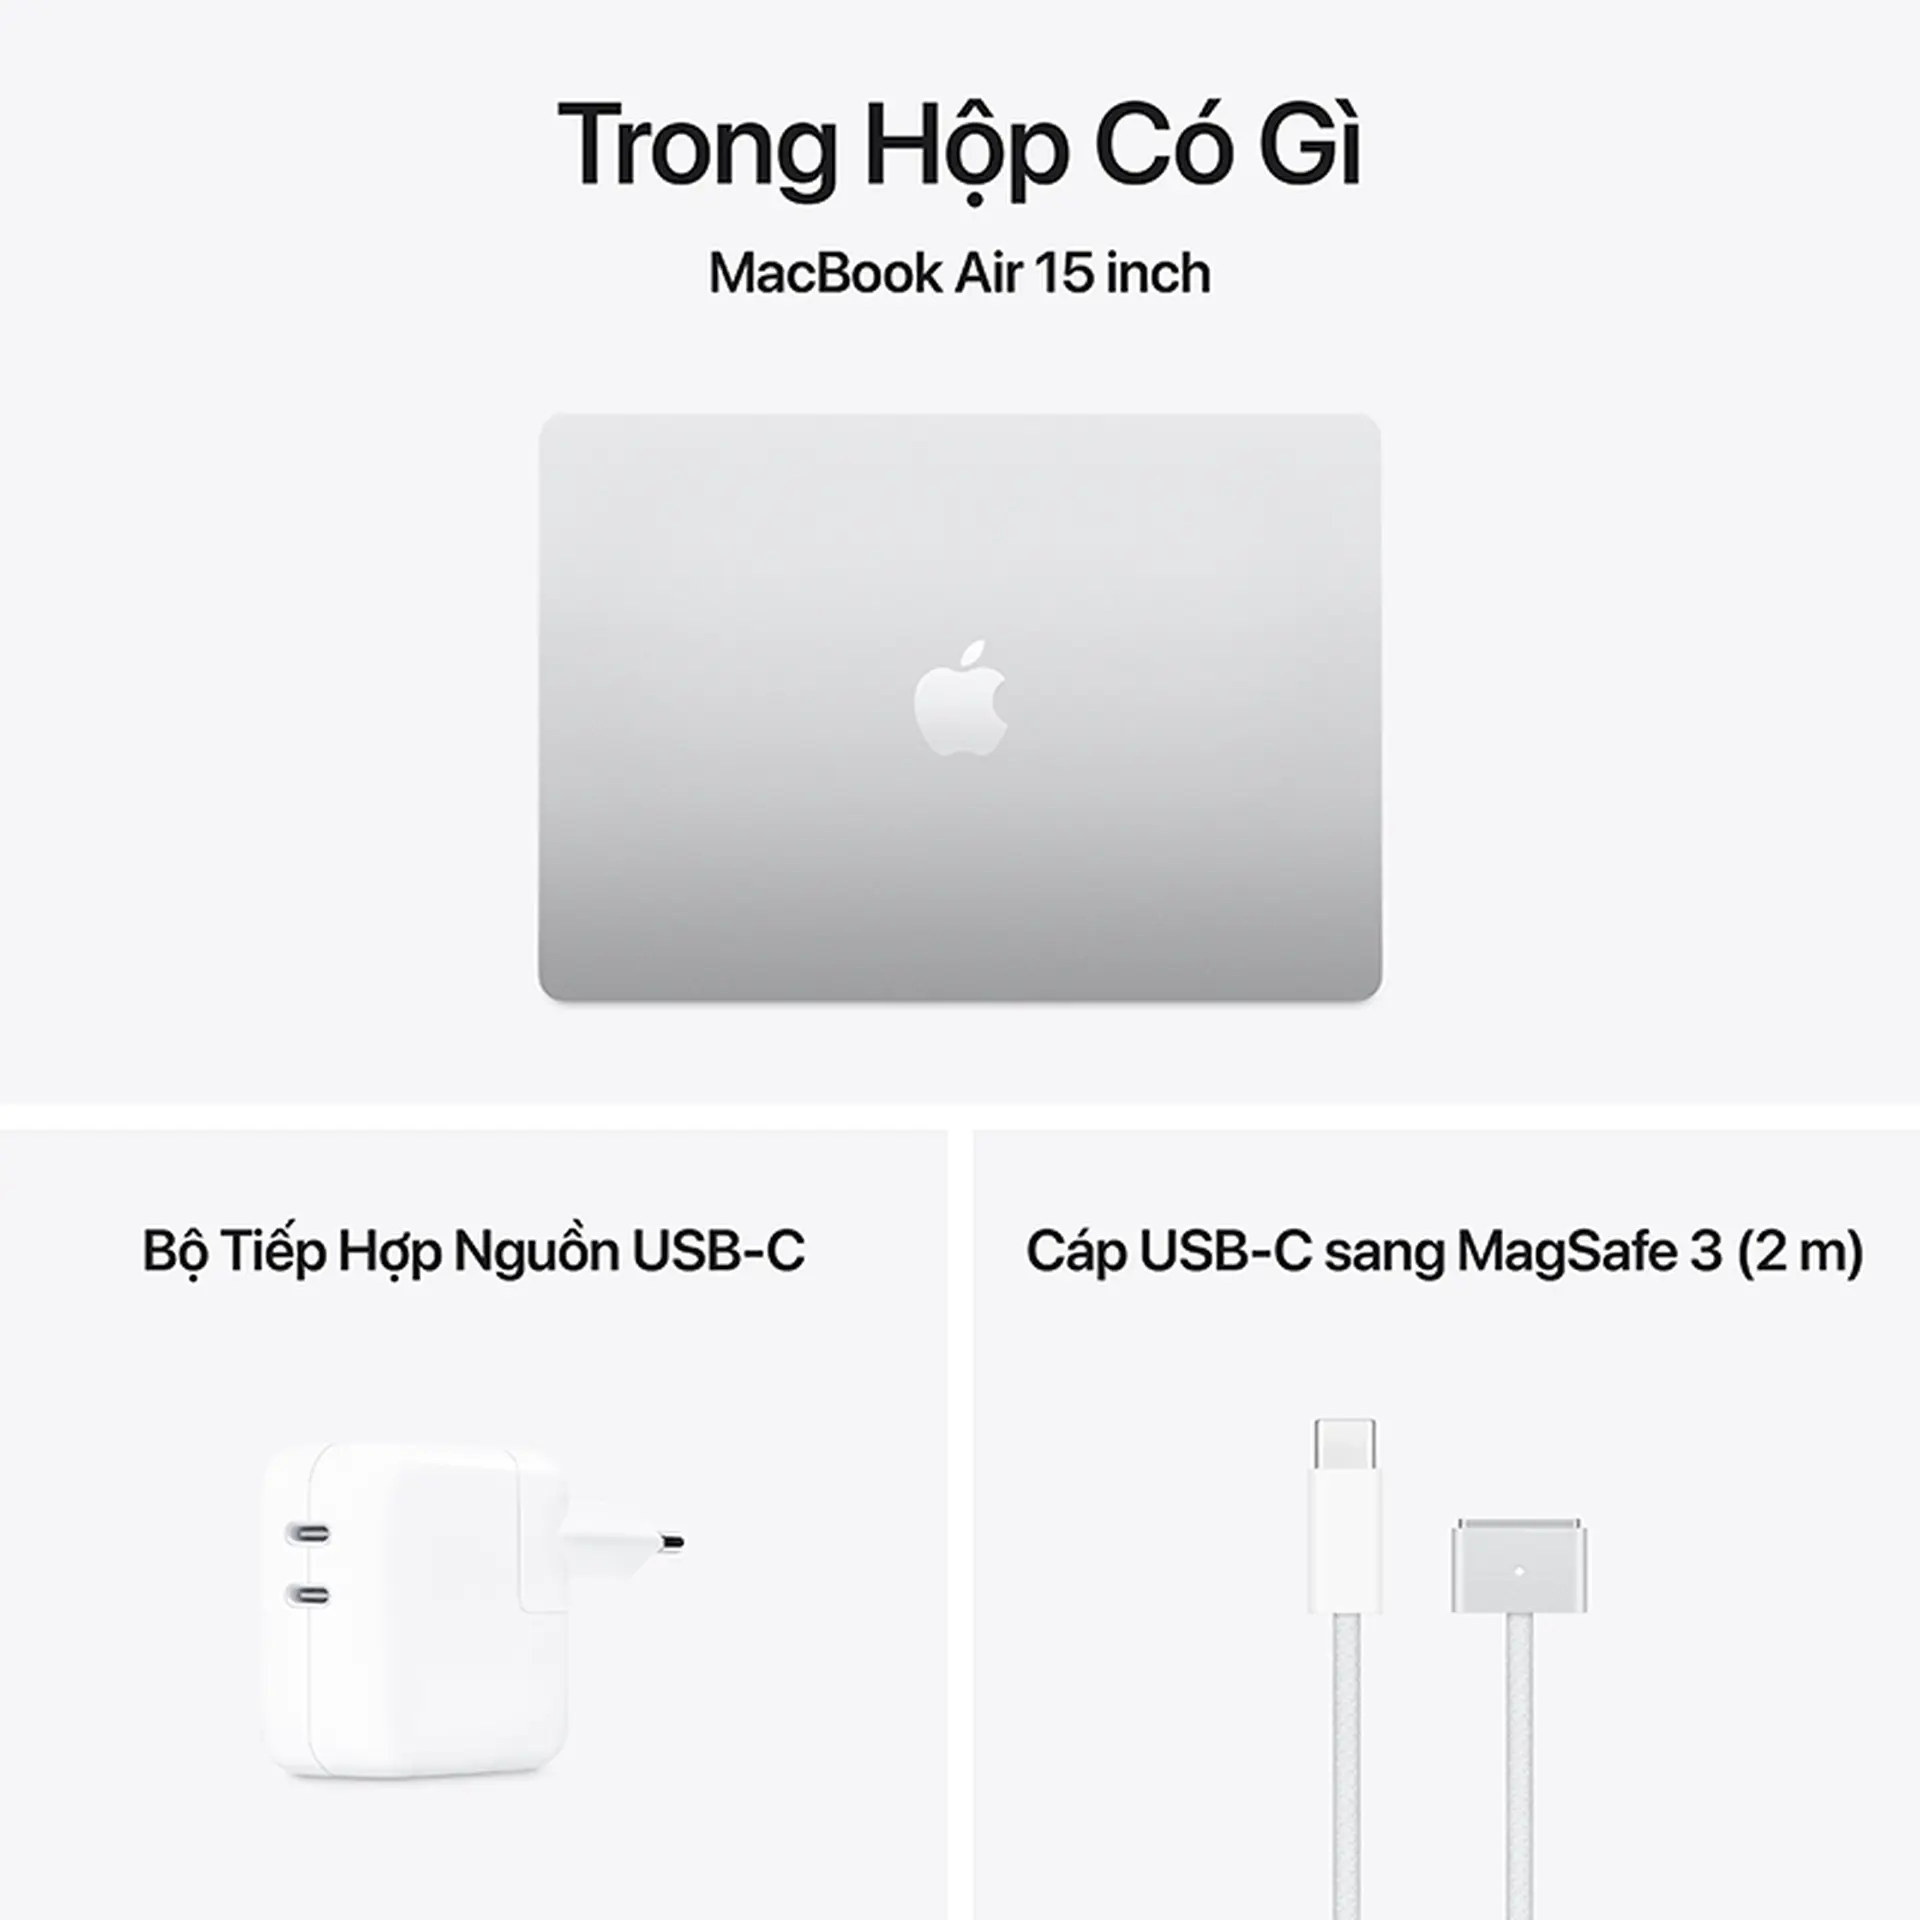 Trong Hộp Có Gì
MacBook Air 15 inch
Bộ Tiếp Hợp Nguồn USB-C
Cáp USB-C sang MagSafe 3 (2 m)